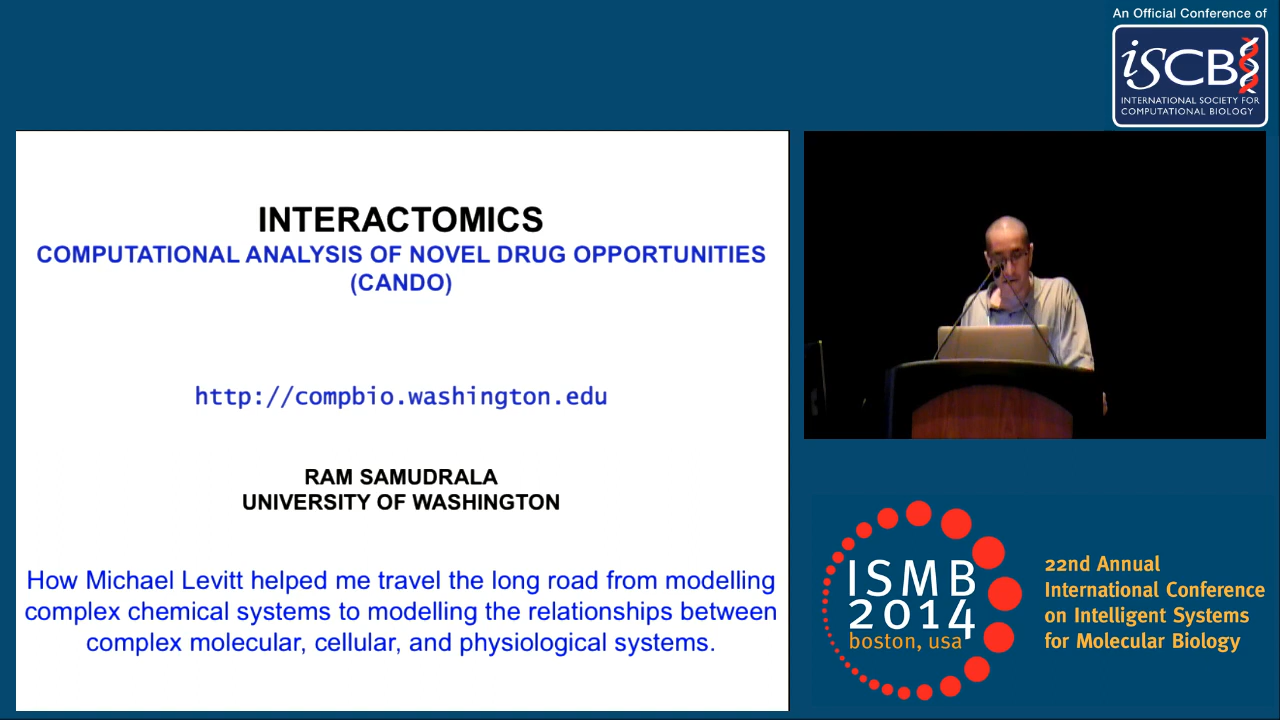 An Official Conference of
iSCB
INTERNATIONAL SOCIETY FOR
COMPUTATIONAL BIOLOGY
INTERACTOMICS
COMPUTATIONAL ANALYSIS OF NOVEL DRUG OPPORTUNITIES
(CANDO)
http://compbio.washington.edu
RAM SAMUDRALA
UNIVERSITY OF WASHINGTON
How Michael Levitt helped me travel the long road from modelling
complex chemical systems to modelling the relationships between
complex molecular, cellular, and physiological systems.
ISMB
2014
boston, usa
22nd Annual
International Conference
on Intelligent Systems
for Molecular Biology